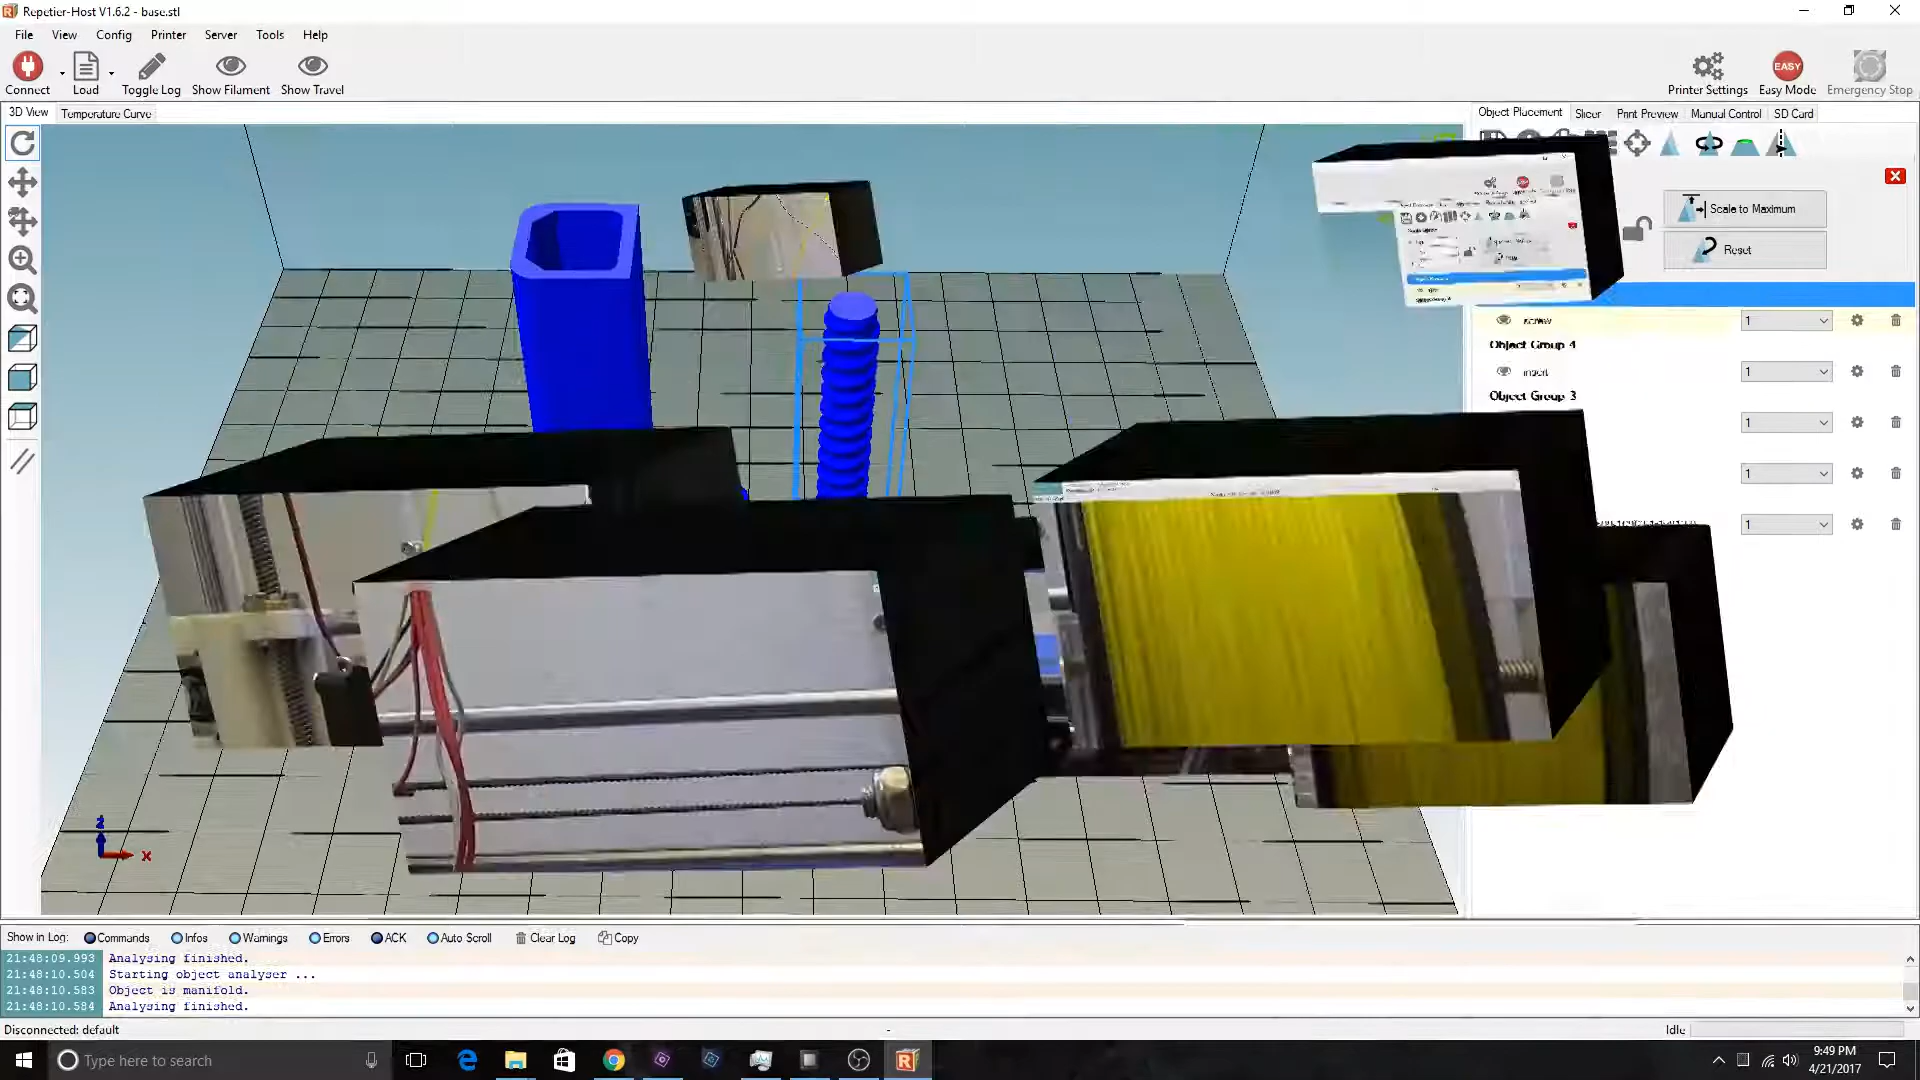 Repetier-Host V1.6.2 - base.stl
File View Config Printer Server Tools Help
Connect Load Toggle Log Show Filament Show Travel Printer Settings EASY Easy Mode Emergency Stop
3D View Temperature Curve Object Placement Slicer Print Preview Manual Control SD Card
Scale to Maximum
Reset
screw 1
Object Group 4
insert 1
Object Group 3
1
1
1
z
x
Show in Log: Commands Infos Warnings Errors ACK Auto Scroll Clear Log Copy
21:48:09.993 Analysing finished.
21:48:10.504 Starting object analyser ...
21:48:10.583 Object is manifold.
21:48:10.584 Analysing finished.
Disconnected: default - Idle
Type here to search
9:49 PM
4/21/2017